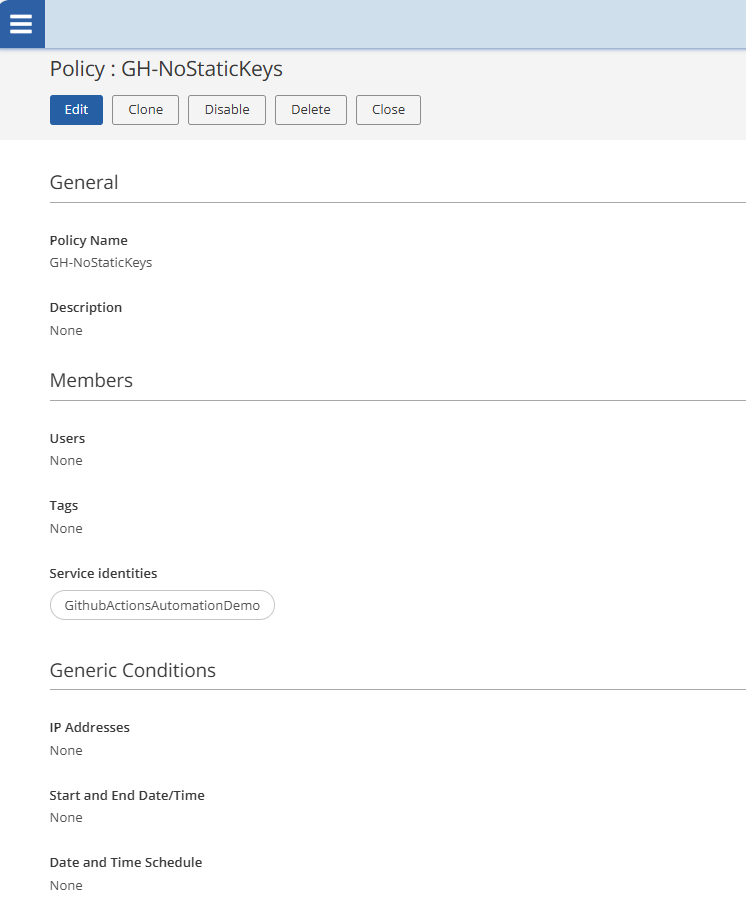 Policy : GH-NoStaticKeys
Edit Clone Disable Delete Close
General
Policy Name
GH-NoStaticKeys
Description
None
Members
Users
None
Tags
None
Service identities
GithubActionsAutomationDemo
Generic Conditions
IP Addresses
None
Start and End Date/Time
None
Date and Time Schedule
None